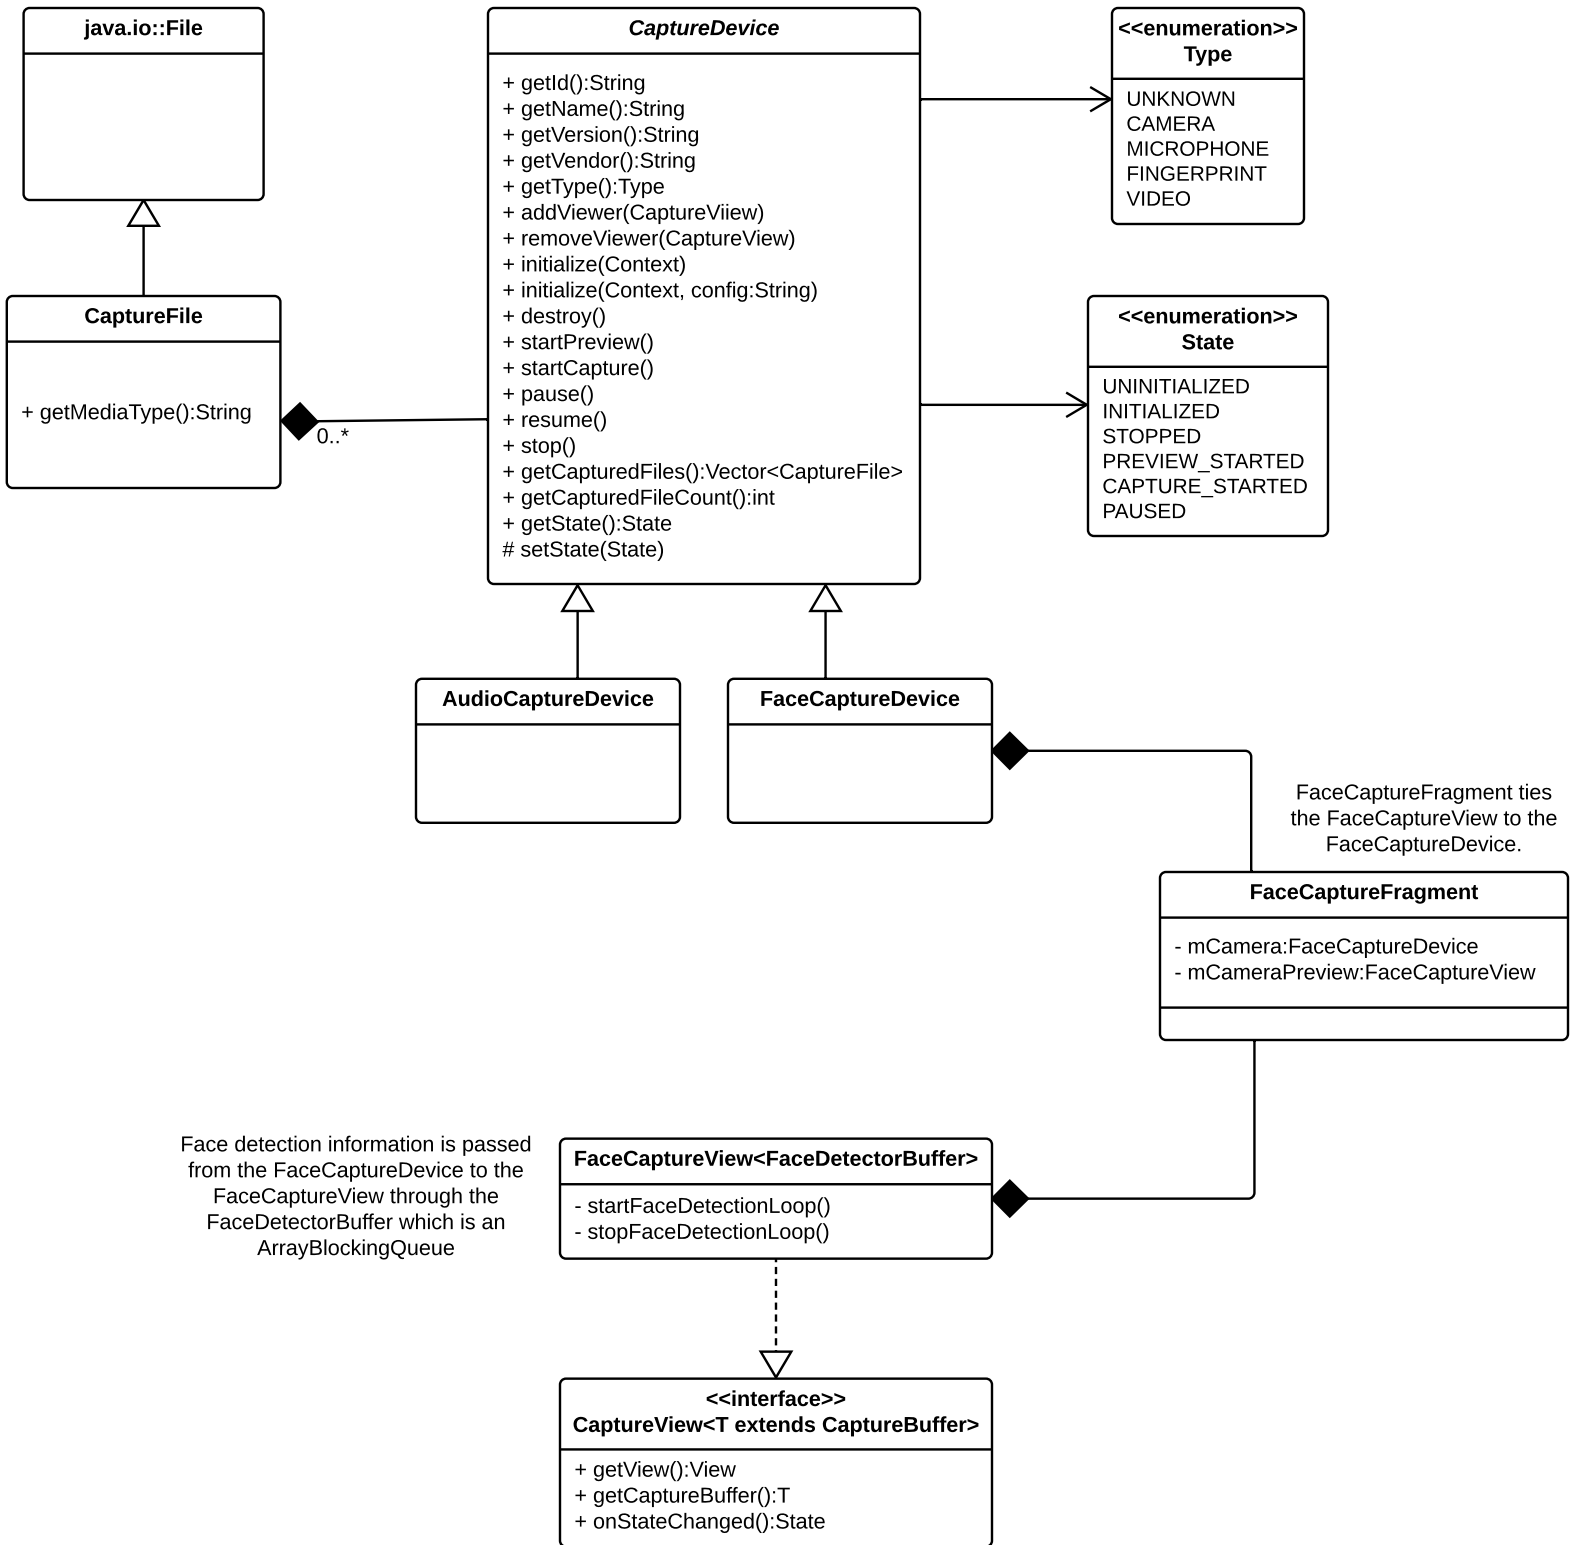 java.io::File
CaptureFile
+ getMediaType():String
0..*
CaptureDevice
+ getId():String
+ getName():String
+ getVersion():String
+ getVendor():String
+ getType():Type
+ addViewer(CaptureViiew)
+ removeViewer(CaptureView)
+ initialize(Context)
+ initialize(Context, config:String)
+ destroy()
+ startPreview()
+ startCapture()
+ pause()
+ resume()
+ stop()
+ getCapturedFiles():Vector<CaptureFile>
+ getCapturedFileCount():int
+ getState():State
# setState(State)
<<enumeration>>
Type
UNKNOWN
CAMERA
MICROPHONE
FINGERPRINT
VIDEO
<<enumeration>>
State
UNINITIALIZED
INITIALIZED
STOPPED
PREVIEW_STARTED
CAPTURE_STARTED
PAUSED
AudioCaptureDevice
FaceCaptureDevice
FaceCaptureFragment ties
the FaceCaptureView to the
FaceCaptureDevice.
FaceCaptureFragment
- mCamera:FaceCaptureDevice
- mCameraPreview:FaceCaptureView
Face detection information is passed
from the FaceCaptureDevice to the
FaceCaptureView through the
FaceDetectorBuffer which is an
ArrayBlockingQueue
FaceCaptureView<FaceDetectorBuffer>
- startFaceDetectionLoop()
- stopFaceDetectionLoop()
<<interface>>
CaptureView<T extends CaptureBuffer>
+ getView():View
+ getCaptureBuffer():T
+ onStateChanged():State